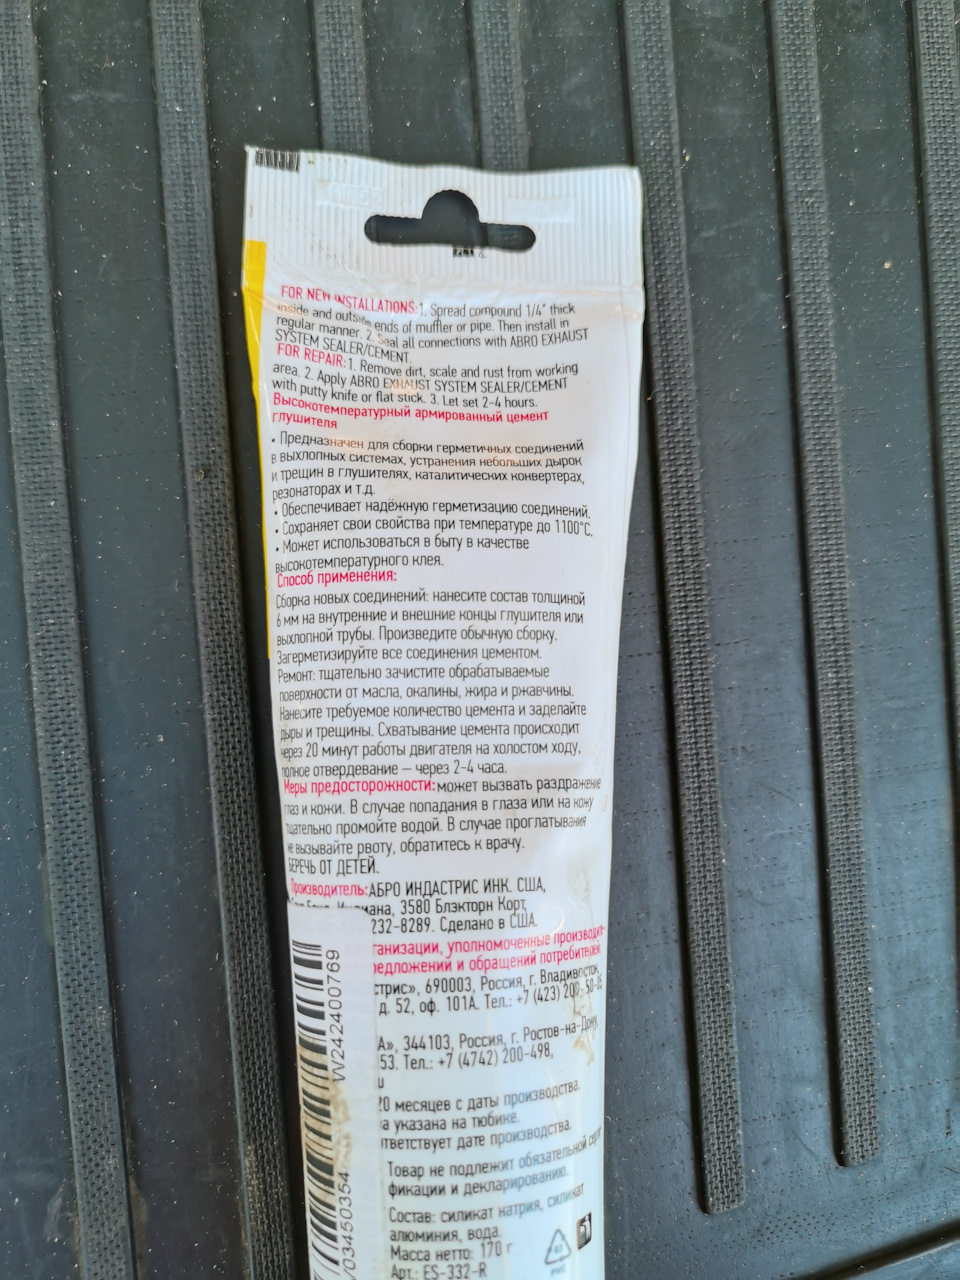 FOR NEW INSTALLATIONS: 1. Spread compound 1/4" thick
inside and outside ends of muffler or pipe. Then install in
regular manner. 2. Seal all connections with ABRO EXHAUST
SYSTEM SEALER/CEMENT.
FOR REPAIR: 1. Remove dirt, scale and rust from working
area. 2. Apply ABRO EXHAUST SYSTEM SEALER/CEMENT
with putty knife or flat stick. 3. Let set 2-4 hours.
Высокотемпературный армированный цемент
глушителя
• Предназначен для сборки герметичных соединений
в выхлопных системах, устранения небольших дырок
и трещин в глушителях, каталитических конвертерах,
резонаторах и т.д.
• Обеспечивает надёжную герметизацию соединений.
• Сохраняет свои свойства при температуре до 1100°С.
• Может использоваться в быту в качестве
высокотемпературного клея.
Способ применения:
Сборка новых соединений: нанесите состав толщиной
6 мм на внутренние и внешние концы глушителя или
выхлопной трубы. Произведите обычную сборку.
Загерметизируйте все соединения цементом.
Ремонт: тщательно зачистите обрабатываемые
поверхности от масла, окалины, жира и ржавчины.
Нанесите требуемое количество цемента и заделайте
дыры и трещины. Схватывание цемента происходит
через 20 минут работы двигателя на холостом ходу,
полное отвердевание – через 2-4 часа.
Меры предосторожности: может вызвать раздражение
глаз и кожи. В случае попадания в глаза или на кожу
тщательно промойте водой. В случае проглатывания
не вызывайте рвоту, обратитесь к врачу.
БЕРЕЧЬ ОТ ДЕТЕЙ.
Производитель: АБРО ИНДАСТРИС ИНК. США,
3580 Блэкторн Корт,
232-8289. Сделано в США.
анизации, уполномоченные производи-
едложений и обращений потребителей
стрис», 690003, Россия, г. Владивосток,
д. 52, оф. 101А. Тел.: +7 (423)
А», 344103, Россия, г. Ростов-на-Дону,
53. Тел.: +7 (4742) 200-498,
20 месяцев с даты производства.
а указана на тюбике.
тветствует дате производства.
Товар не подлежит обязательной серти-
фикации и декларированию.
Состав: силикат натрия, силикат
алюминия, вода.
Масса нетто: 170 г
Арт.: ES-332-R
W242400769
03450354